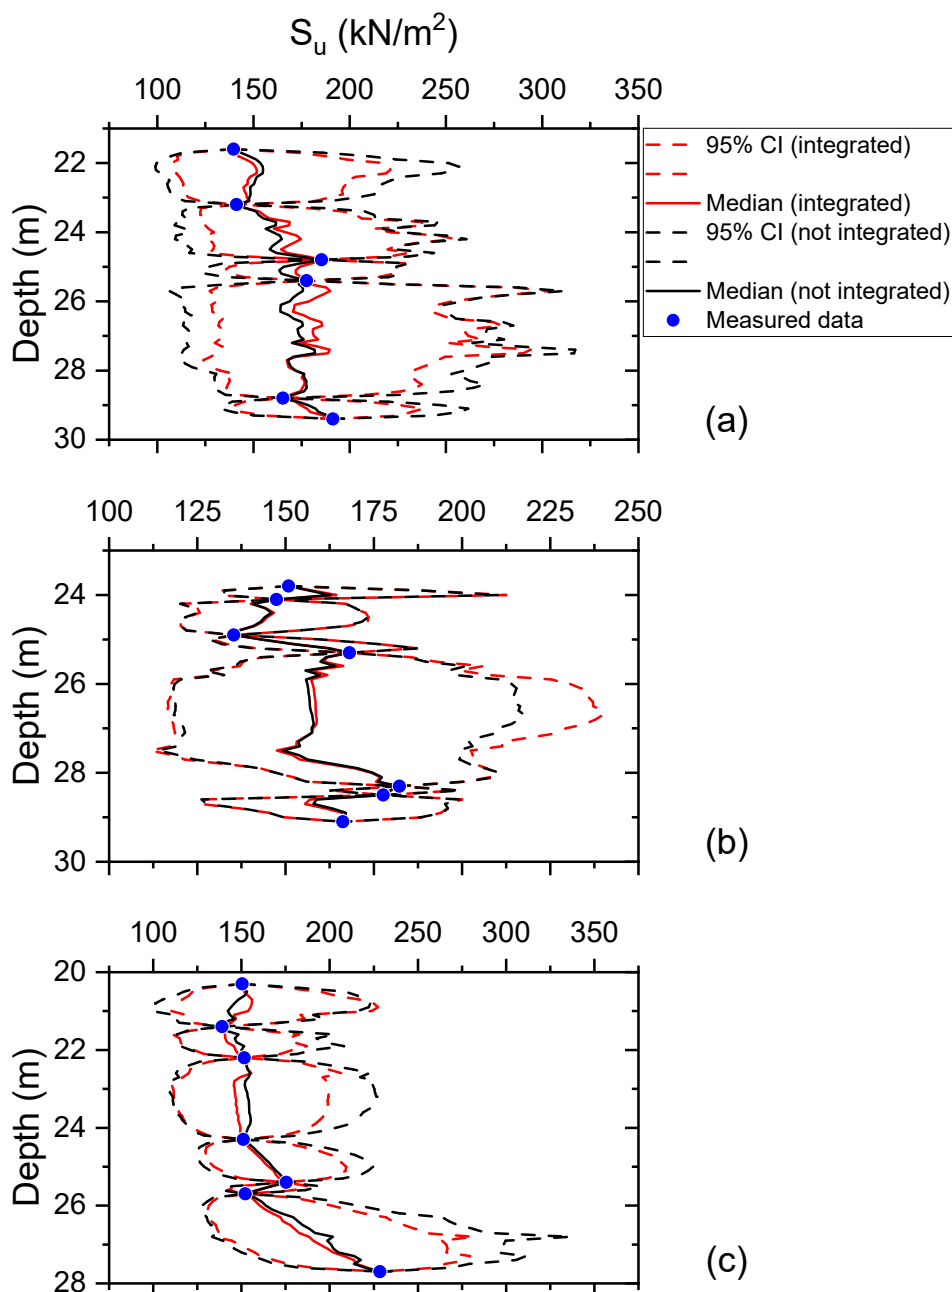 S_u (kN/m²)
100 150 200 250 300 350
22
24
26
28
30
Depth (m)
95% CI (integrated)
Median (integrated)
95% CI (not integrated)
Median (not integrated)
Measured data
(a)
100 125 150 175 200 225 250
24
26
28
30
Depth (m)
(b)
100 150 200 250 300 350
20
22
24
26
28
Depth (m)
(c)